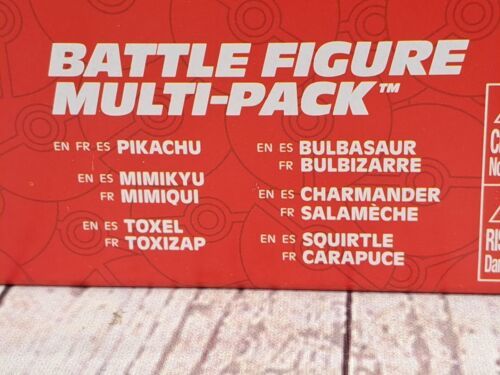 BATTLE FIGURE
MULTI-PACK™
EN FR ES PIKACHU
EN ES MIMIKYU
FR MIMIQUI
EN ES TOXEL
FR TOXIZAP
EN ES BULBASAUR
FR BULBIZARRE
EN ES CHARMANDER
FR SALAMÈCHE
EN ES SQUIRTLE
FR CARAPUCE